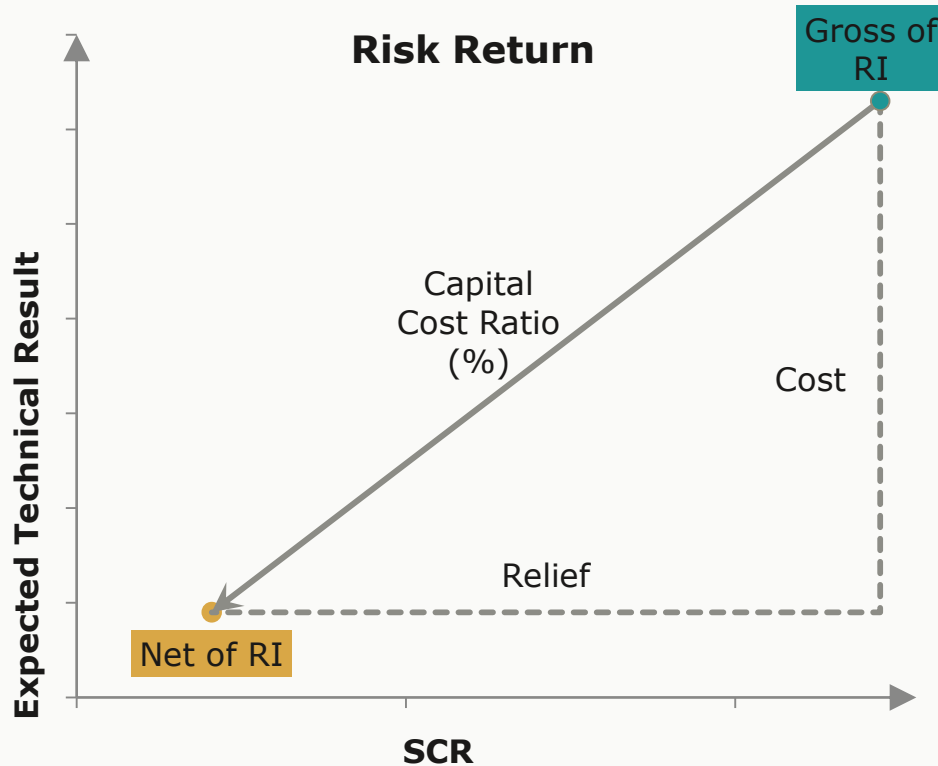 Risk Return
Gross of
RI
Expected Technical Result
Capital
Cost Ratio
(%)
Cost
Relief
Net of RI
SCR